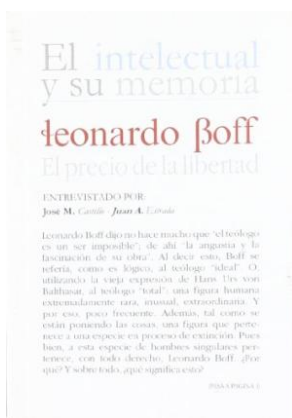 El intelectual
y su memoria
leonardo Boff
El precio de la libertad
ENTREVISTADO POR:
José M. Castillo - Juan A. Estrada
Leonardo Boff dijo no hace mucho que "el teólogo
es un ser imposible"; de ahí "la angustia y la
fascinación de su obra". Al decir esto, Boff se
refería, como es lógico, al teólogo "ideal". O,
utilizando la vieja expresión de Hans Urs von
Balthasar, al teólogo "total": una figura humana
extremadamente rara, inusual, extraordinaria. Y
por eso, poco frecuente. Además, tal como se
están poniendo las cosas, una figura que perte-
nece a una especie en proceso de extinción. Pues
bien, a esta especie de hombres singulares per-
tenece, con todo derecho, Leonardo Boff. ¿Por
qué? Y sobre todo, ¿qué significa esto?
PASA A PÁGINA